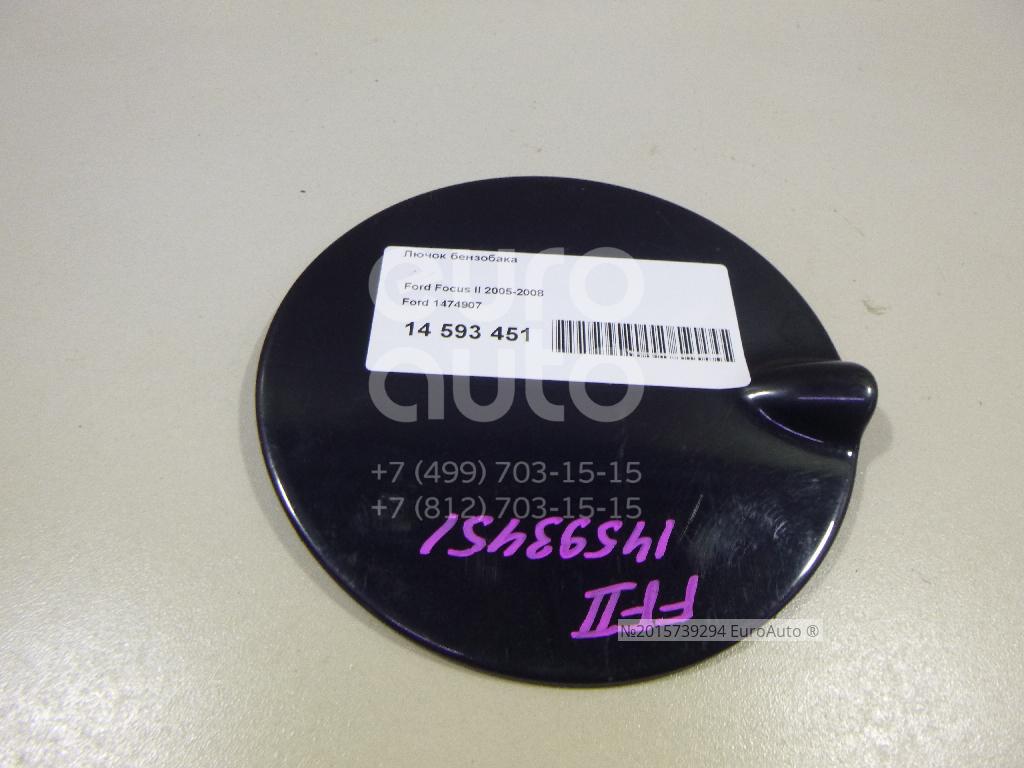 Лючок бензобака
Ford Focus II 2005-2008
Ford 1474907
14 593 451
euro
auto
+7 (499) 703-15-15
+7 (812) 703-15-15
14593451
FFII
№2015739294 EuroAuto ®